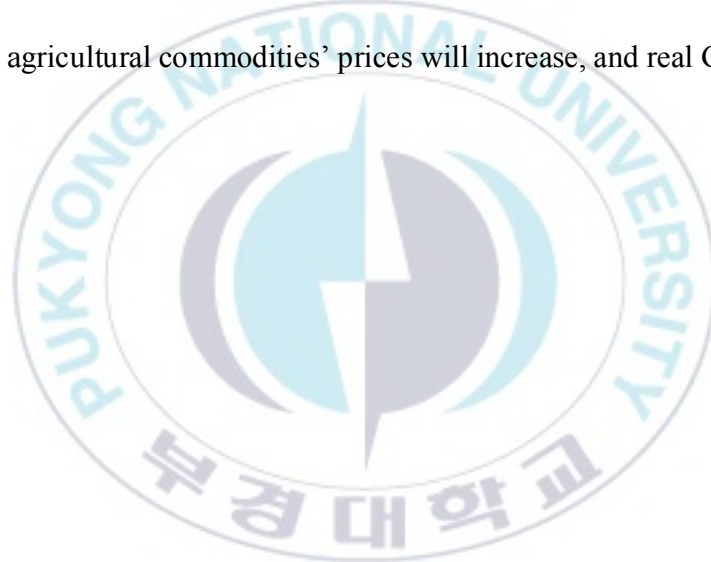 agricultural commodities’ prices will increase, and real
PUKYONG NATIONAL UNIVERSITY
부경대학교